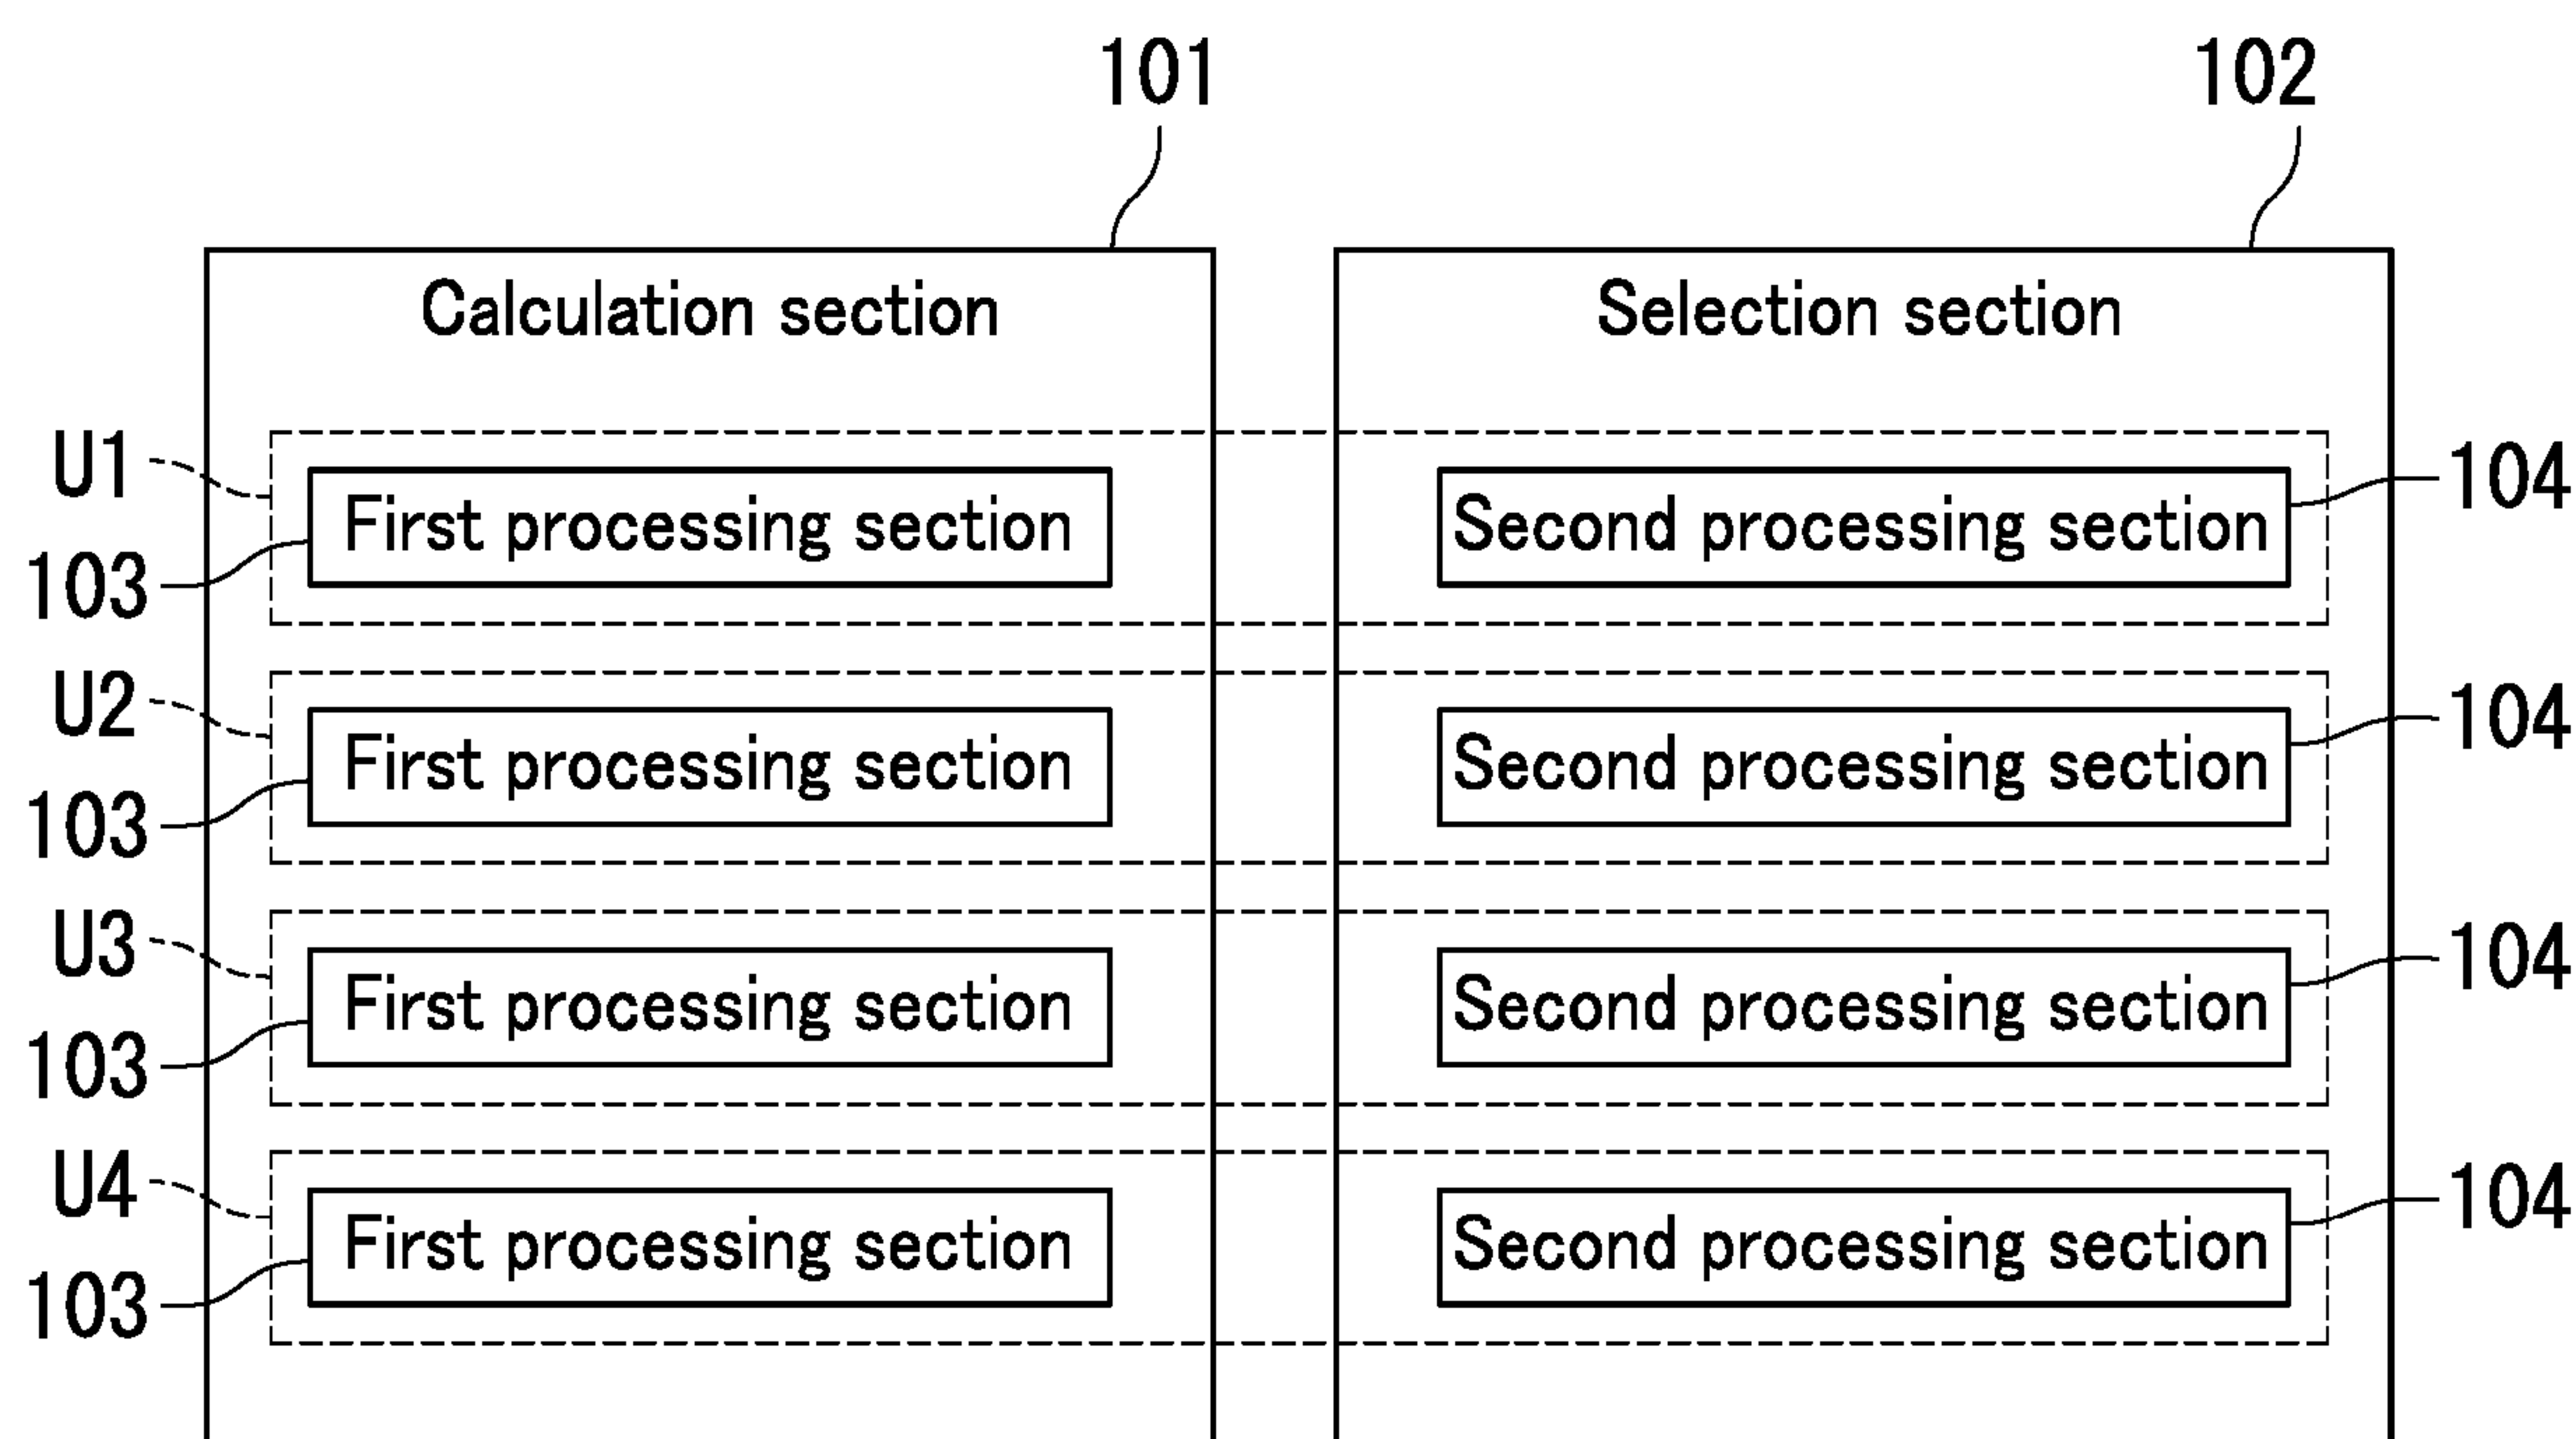 101
102
Calculation section
Selection section
U1
First processing section
Second processing section
104
103
U2
First processing section
Second processing section
104
103
U3
First processing section
Second processing section
104
103
U4
First processing section
Second processing section
104
103